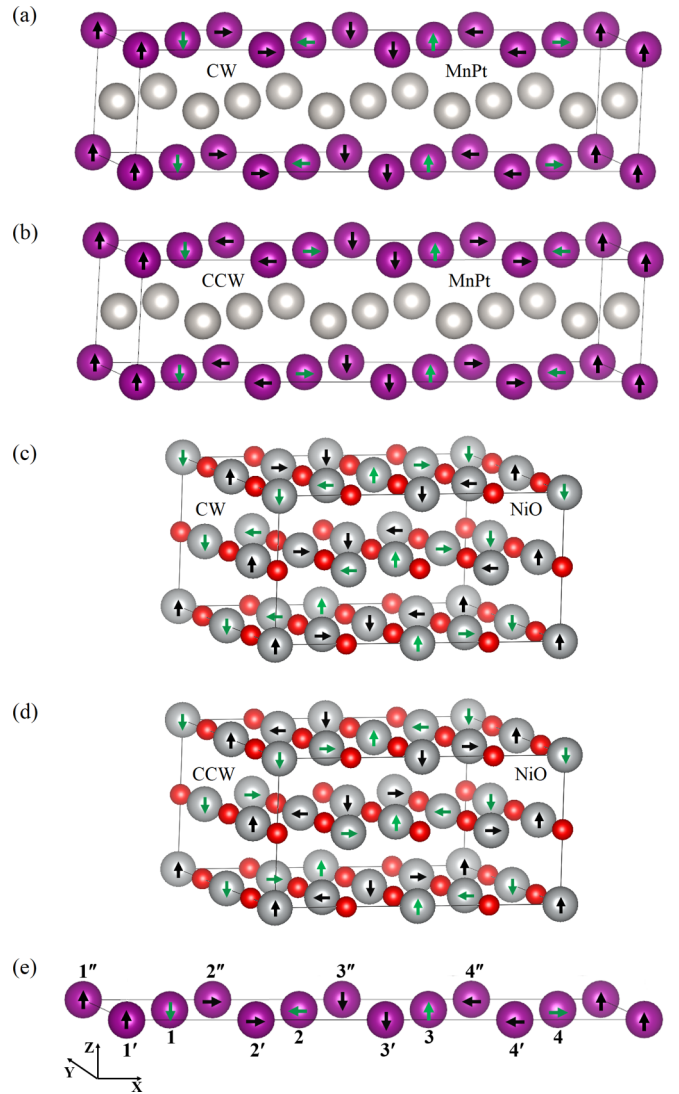 (a)
CW MnPt
(b)
CCW MnPt
(c)
CW NiO
(d)
CCW NiO
(e)
1″ 2″ 3″ 4″
1′ 1 2′ 2 3′ 3 4′ 4
Z
Y X